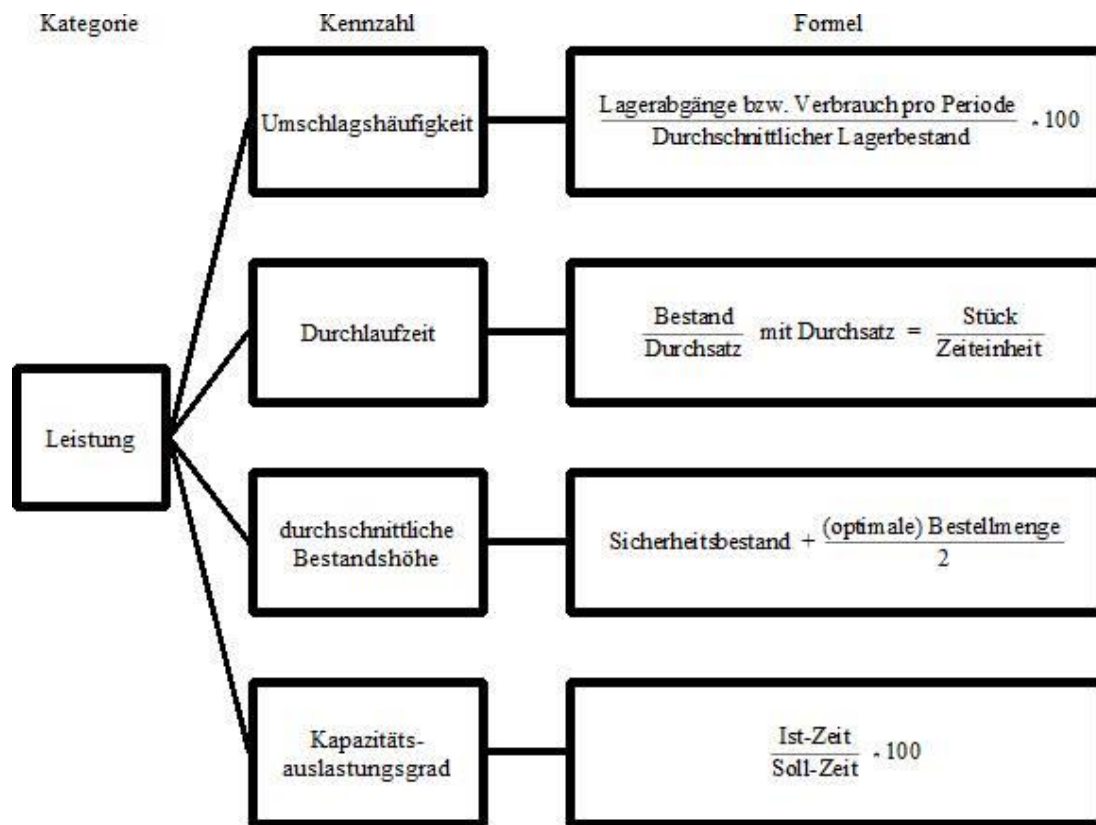 Kategorie Kennzahl Formel
Umschlagshäufigkeit
Lagerabgänge bzw. Verbrauch pro Periode
Durchschnittlicher Lagerbestand
· 100
Durchlaufzeit
Bestand
Durchsatz
mit Durchsatz =
Stück
Zeiteinheit
Leistung
durchschnittliche
Bestandshöhe
Sicherheitsbestand +
(optimale) Bestellmenge
2
Kapazitäts-
auslastungsgrad
Ist-Zeit
Soll-Zeit
· 100